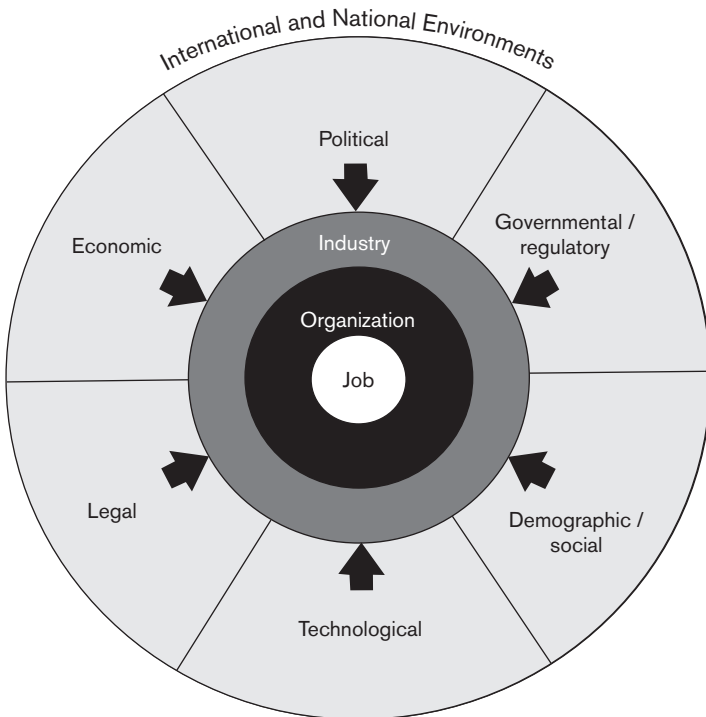 International and National Environments
Political
Economic
Governmental /
regulatory
Industry
Organization
Job
Legal
Demographic /
social
Technological